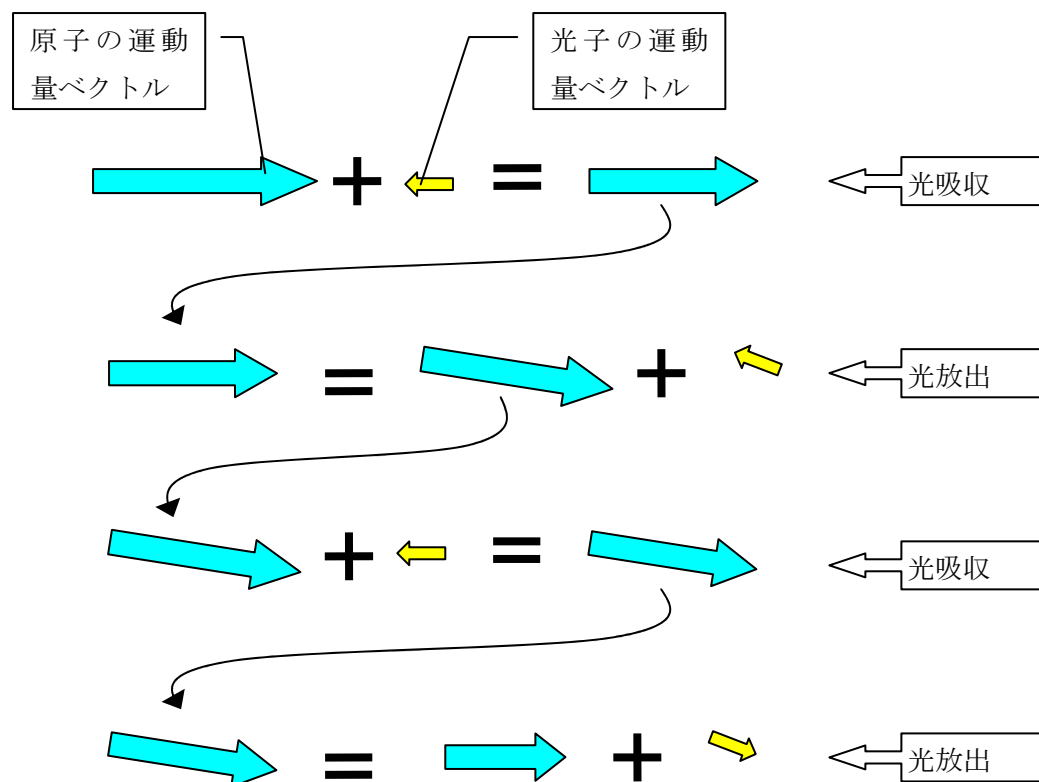 原子の運動
量ベクトル
光子の運動
量ベクトル
+ =
光吸収
= +
光放出
+ =
光吸収
= +
光放出